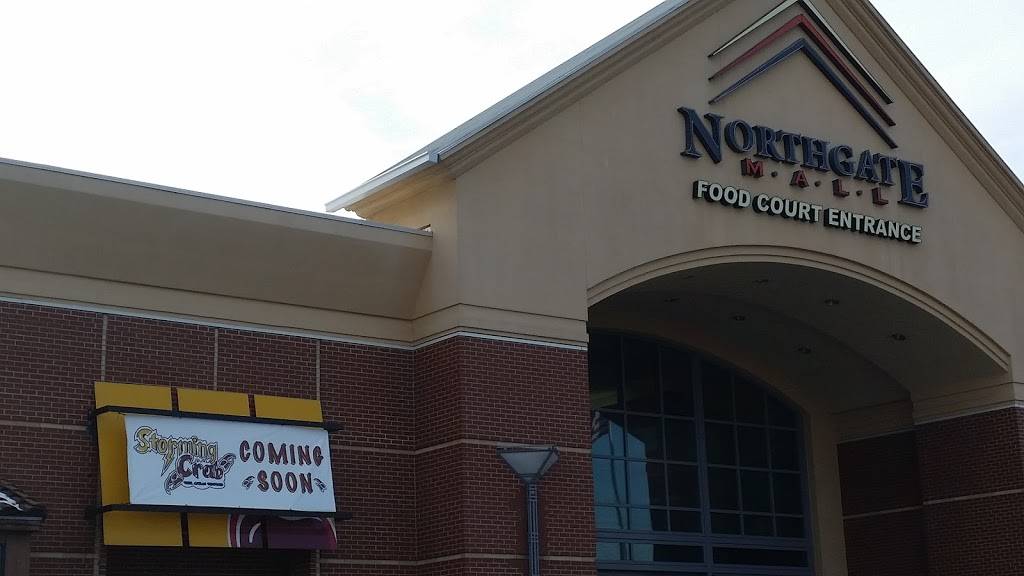 NORTHGATE
M·A·L·L
FOOD COURT ENTRANCE
Storming
Crab
COMING
SOON